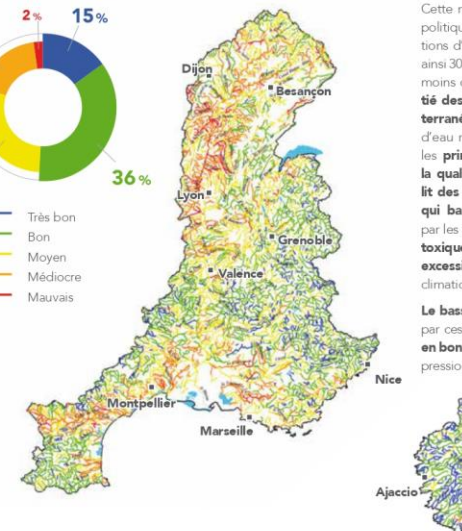 2 %
15 %
36 %
Très bon
Bon
Moyen
Médiocre
Mauvais
Dijon
Besançon
Lyon
Grenoble
Valence
Montpellier
Marseille
Nice
Ajaccio
Cette
politiqu
tions d'
ainsi 30
moins
tié des
terrané
d'eau
les prin
la qual
lit des
qui ba
par les
toxique
excessi
climatio
Le bass
par ces
en bon
pression